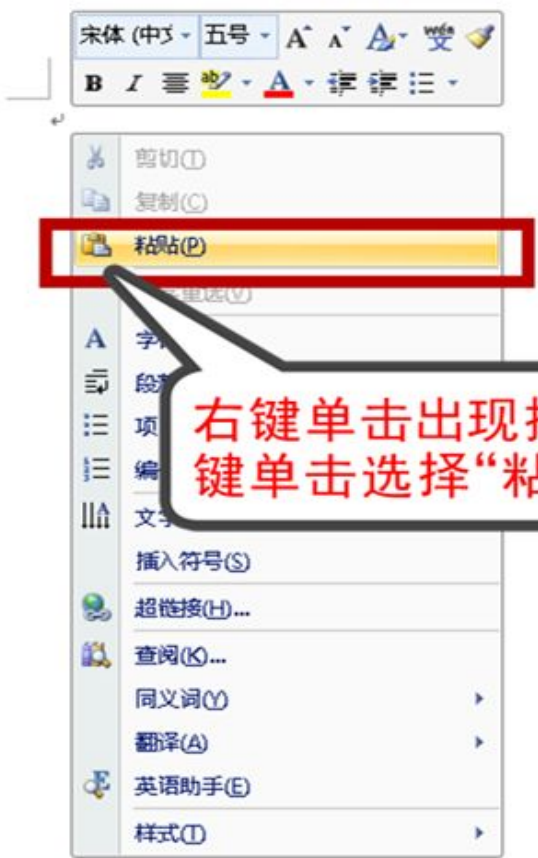 宋体 (中文 五号
剪切(T)
复制(C)
粘贴(P)
重选(V)
字
段
项
编
右键单击出现
键单击选择“粘
文字
插入符号(S)
超链接(H)...
查阅(K)...
同义词(Y)
翻译(A)
英语助手(E)
样式(T)